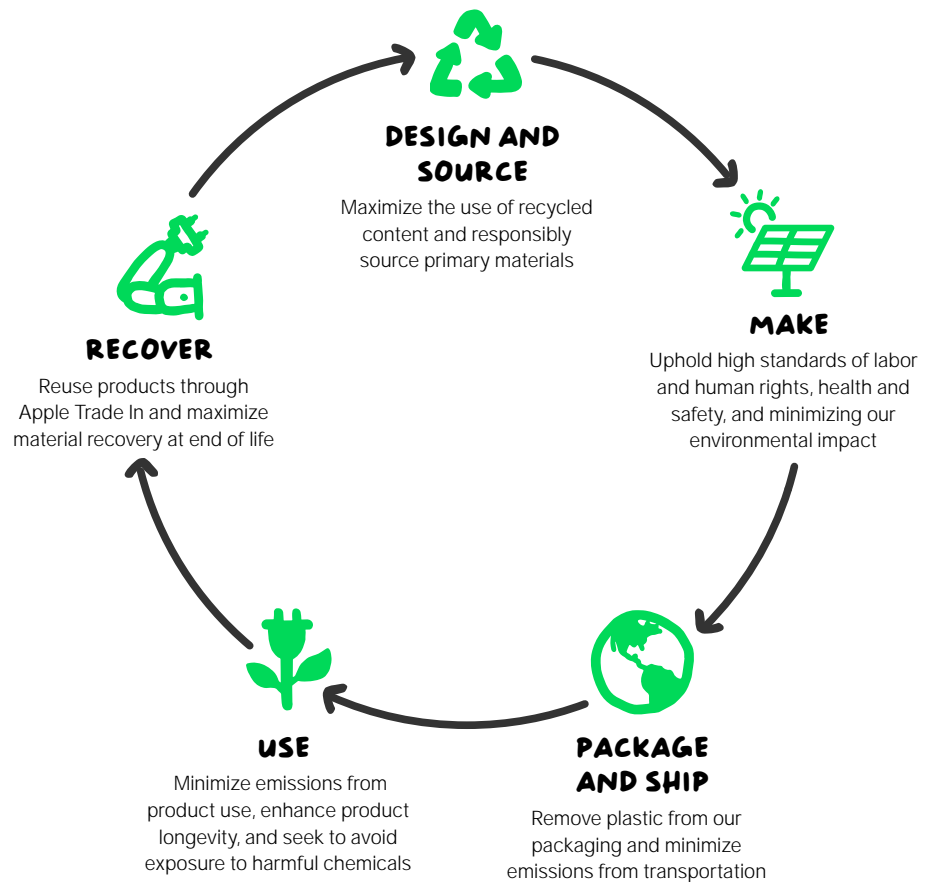 DESIGN AND
SOURCE
Maximize the use of recycled
content and responsibly
source primary materials
MAKE
Uphold high standards of labor
and human rights, health and
safety, and minimizing our
environmental impact
PACKAGE
AND SHIP
Remove plastic from our
packaging and minimize
emissions from transportation
USE
Minimize emissions from
product use, enhance product
longevity, and seek to avoid
exposure to harmful chemicals
RECOVER
Reuse products through
Apple Trade In and maximize
material recovery at end of life